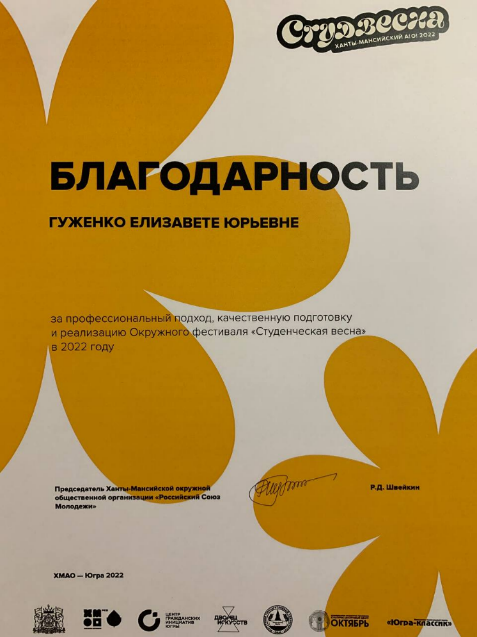 Студвесна
ХАНТЫ-МАНСИЙСКИЙ АО 2022
БЛАГОДАРНОСТЬ
ГУЖЕНКО ЕЛИЗАВЕТЕ ЮРЬЕВНЕ
за профессиональный подход, качественную подготовку
и реализацию Окружного фестиваля «Студенческая весна»
в 2022 году
Председатель Ханты-Мансийской окружной
общественной организации «Российский Союз
Молодежи»
Р.Д. Швейкин
ХМАО — Югра 2022
ЦЕНТР
ГРАЖДАНСКИХ
ИНИЦИАТИВ
ЮГРЫ
ДВОРЕЦ
ИСКУССТВ
ОКТЯБРЬ
«Югра-Классик»